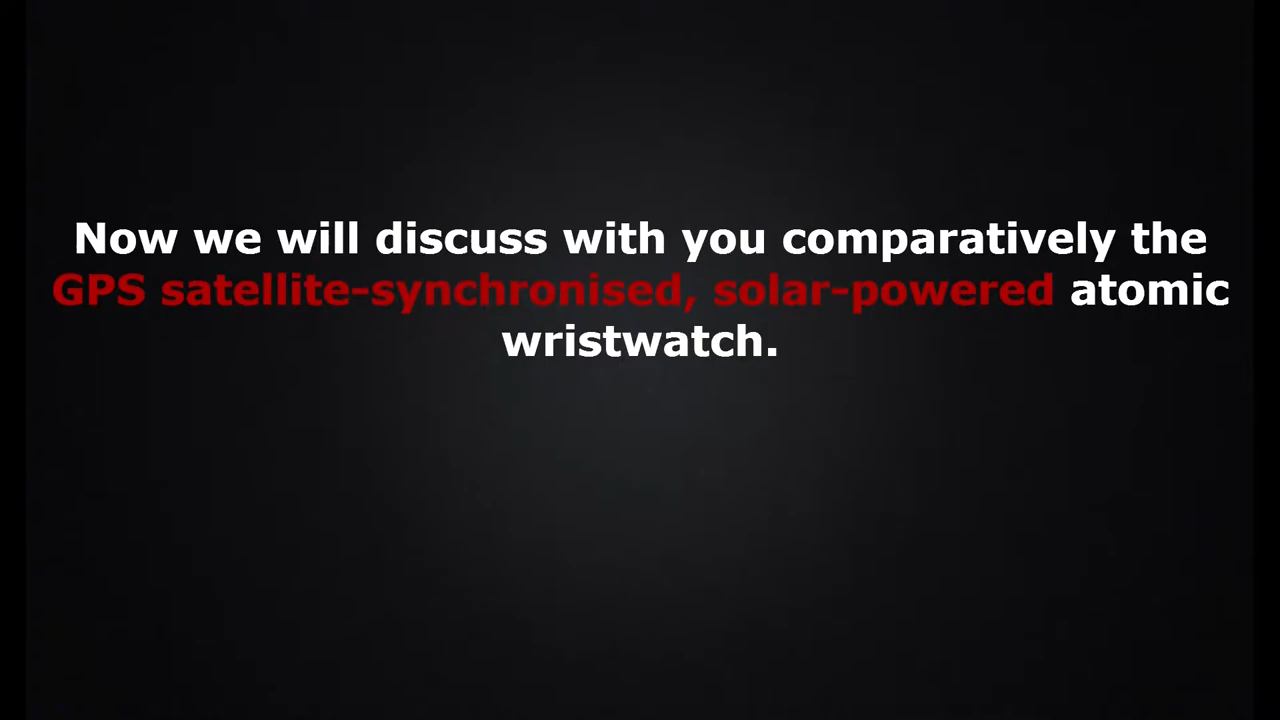 Now we will discuss with you comparatively the
GPS satellite-synchronised, solar-powered atomic
wristwatch.